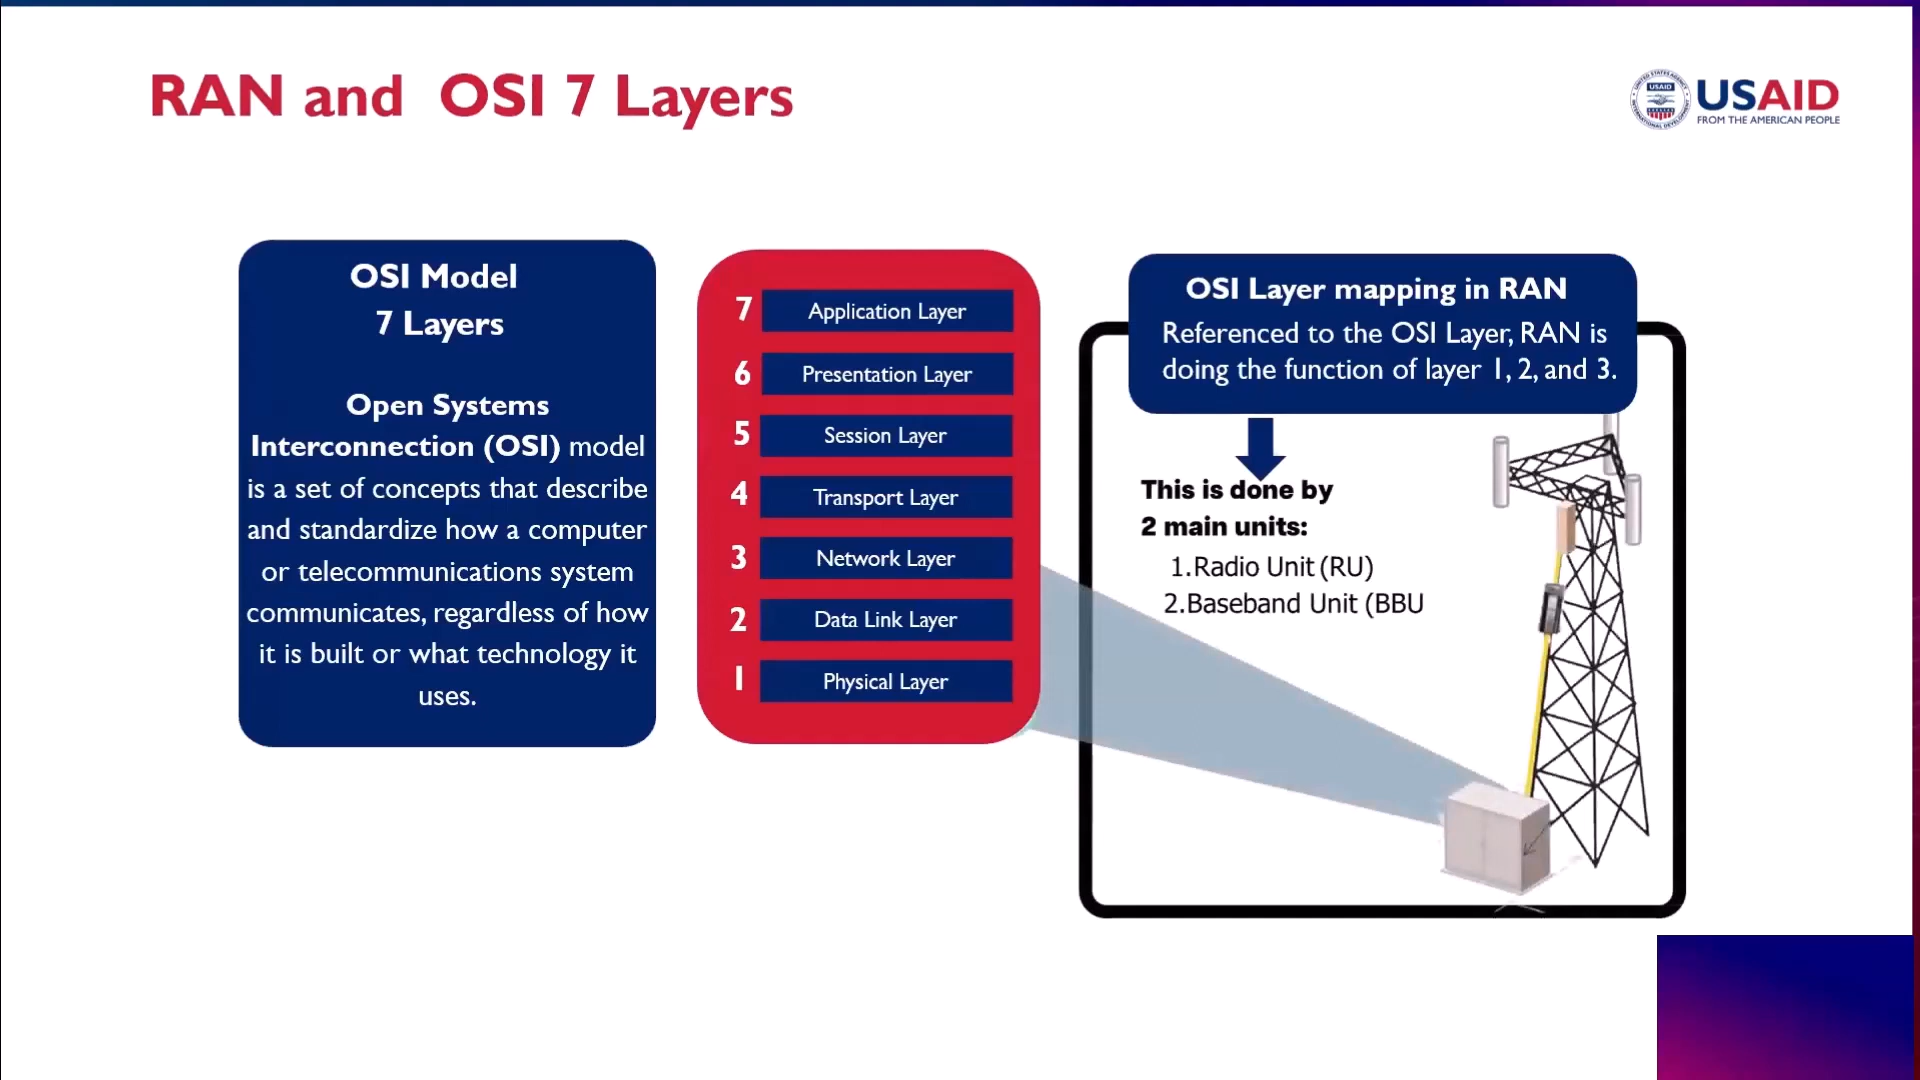 RAN and OSI 7 Layers
USAID
USAID
FROM THE AMERICAN PEOPLE
OSI Model
7 Layers
Open Systems
Interconnection (OSI) model
is a set of concepts that describe
and standardize how a computer
or telecommunications system
communicates, regardless of how
it is built or what technology it
uses.
7 Application Layer
6 Presentation Layer
5 Session Layer
4 Transport Layer
3 Network Layer
2 Data Link Layer
1 Physical Layer
OSI Layer mapping in RAN
Referenced to the OSI Layer, RAN is
doing the function of layer 1, 2, and 3.
This is done by
2 main units:
1.Radio Unit (RU)
2.Baseband Unit (BBU